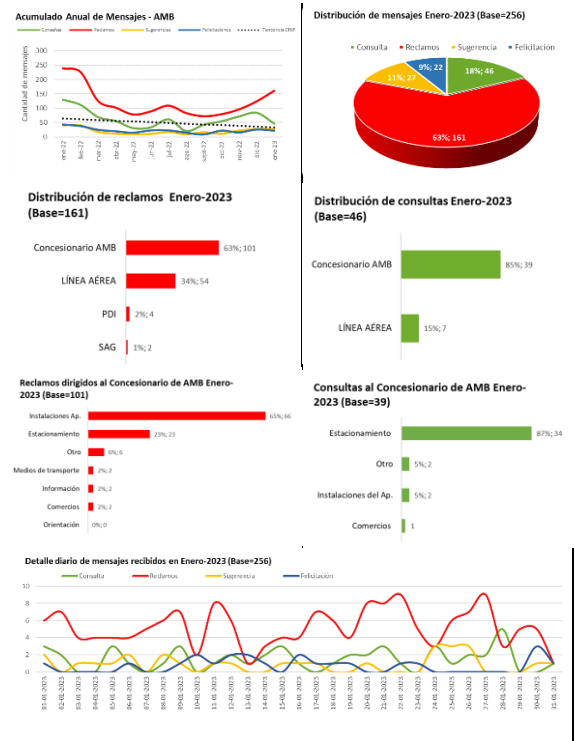 Acumulado Anual de Mensajes - AMB
Consultas Reclamos Sugerencias Felicitaciones
Cantidad de mensajes
300
250
200
150
100
50
0
ene-22 feb-22 mar-22 abr-22 may-22 jun-22 jul-22 ago-22 sept-22 oct-22 nov-22 dic-22 ene-23
Distribución de mensajes Enero-2023 (Base=256)
Consulta Reclamos Sugerencia Felicitación
9%; 22
18%; 46
11%; 27
63%; 161
Distribución de reclamos Enero-2023
(Base=161)
Concesionario AMB 63%; 101
LÍNEA AÉREA 34%; 54
PDI 2%; 4
SAG 1%; 2
Distribución de consultas Enero-2023
(Base=46)
Concesionario AMB 85%; 39
LÍNEA AÉREA 15%; 7
Reclamos dirigidos al Concesionario de AMB Enero-
2023 (Base=101)
Instalaciones Ap. 65%; 66
Estacionamiento 23%; 23
Otro 6%; 6
Medios de transporte 2%; 2
Información 2%; 2
Comercios 2%; 2
Orientación 0%; 0
Consultas al Concesionario de AMB Enero-
2023 (Base=39)
Estacionamiento 87%; 34
Otro 5%; 2
Instalaciones del Ap. 5%; 2
Comercios 1
Detalle diario de mensajes recibidos en Enero-2023 (Base=256)
Consulta Reclamos Sugerencia Felicitación
10
8
6
4
2
0
01-01-2023 02-01-2023 03-01-2023 04-01-2023 05-01-2023 06-01-2023 07-01-2023 08-01-2023 09-01-2023 10-01-2023 11-01-2023 12-01-2023 13-01-2023 14-01-2023 15-01-2023 16-01-2023 17-01-2023 18-01-2023 19-01-2023 20-01-2023 21-01-2023 22-01-2023 23-01-2023 24-01-2023 25-01-2023 26-01-2023 27-01-2023 28-01-2023 29-01-2023 30-01-2023 31-01-2023